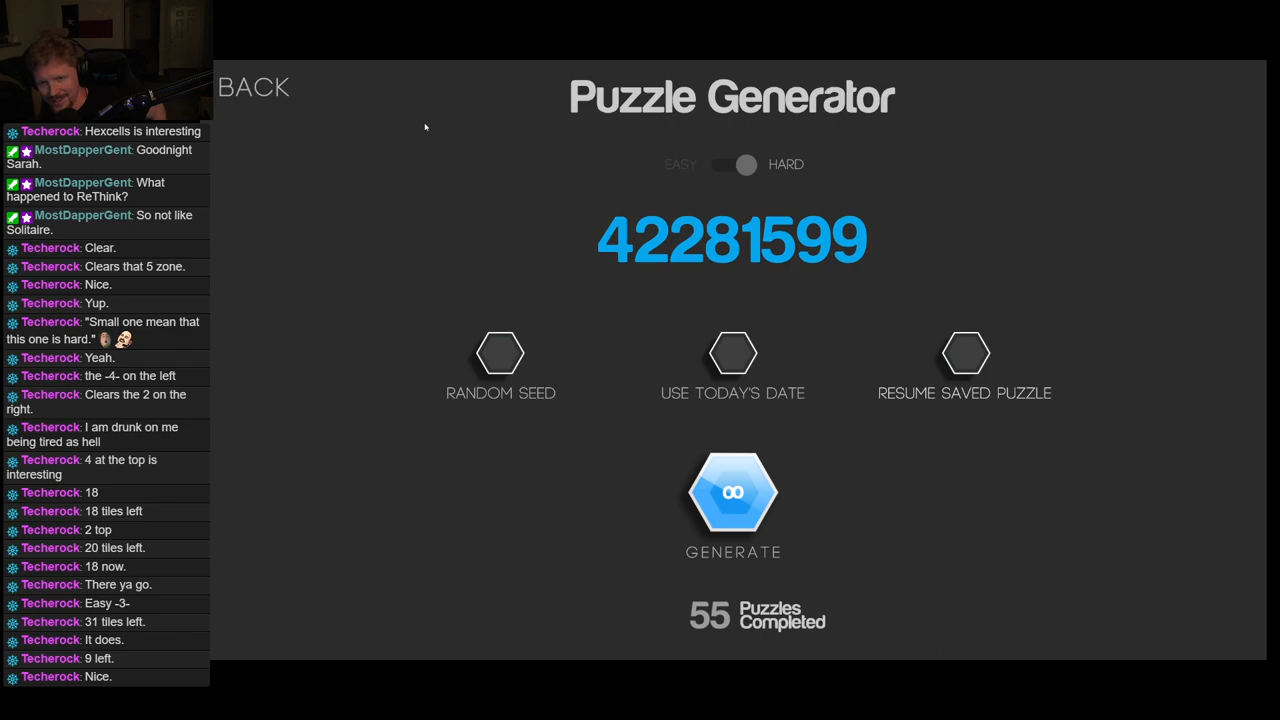 BACK
Puzzle Generator
EASY HARD
42281599
RANDOM SEED
USE TODAY'S DATE
RESUME SAVED PUZZLE
∞
GENERATE
55 Puzzles
Completed
Techerock: Hexcells is interesting
MostDapperGent: Goodnight
Sarah.
MostDapperGent: What
happened to ReThink?
MostDapperGent: So not like
Solitaire.
Techerock: Clear.
Techerock: Clears that 5 zone.
Techerock: Nice.
Techerock: Yup.
Techerock: "Small one mean that
this one is hard."
Techerock: Yeah.
Techerock: the -4- on the left
Techerock: Clears the 2 on the
right.
Techerock: I am drunk on me
being tired as hell
Techerock: 4 at the top is
interesting
Techerock: 18
Techerock: 18 tiles left
Techerock: 2 top
Techerock: 20 tiles left.
Techerock: 18 now.
Techerock: There ya go.
Techerock: Easy -3-
Techerock: 31 tiles left.
Techerock: It does.
Techerock: 9 left.
Techerock: Nice.